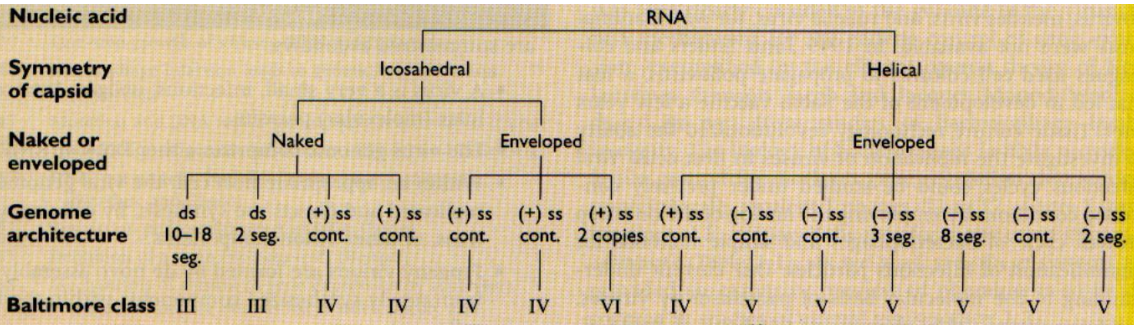 Nucleic acid RNA
Symmetry Icosahedral Helical
of capsid
Naked or Naked Enveloped Enveloped
enveloped
Genome ds ds (+) ss (+) ss (+) ss (+) ss (+) ss (+) ss (−) ss (−) ss (−) ss (−) ss (−) ss (−) ss
architecture 10–18 2 seg. cont. cont. cont. cont. 2 copies cont. cont. cont. 3 seg. 8 seg. cont. 2 seg.
seg.
Baltimore class III III IV IV IV IV VI IV V V V V V V